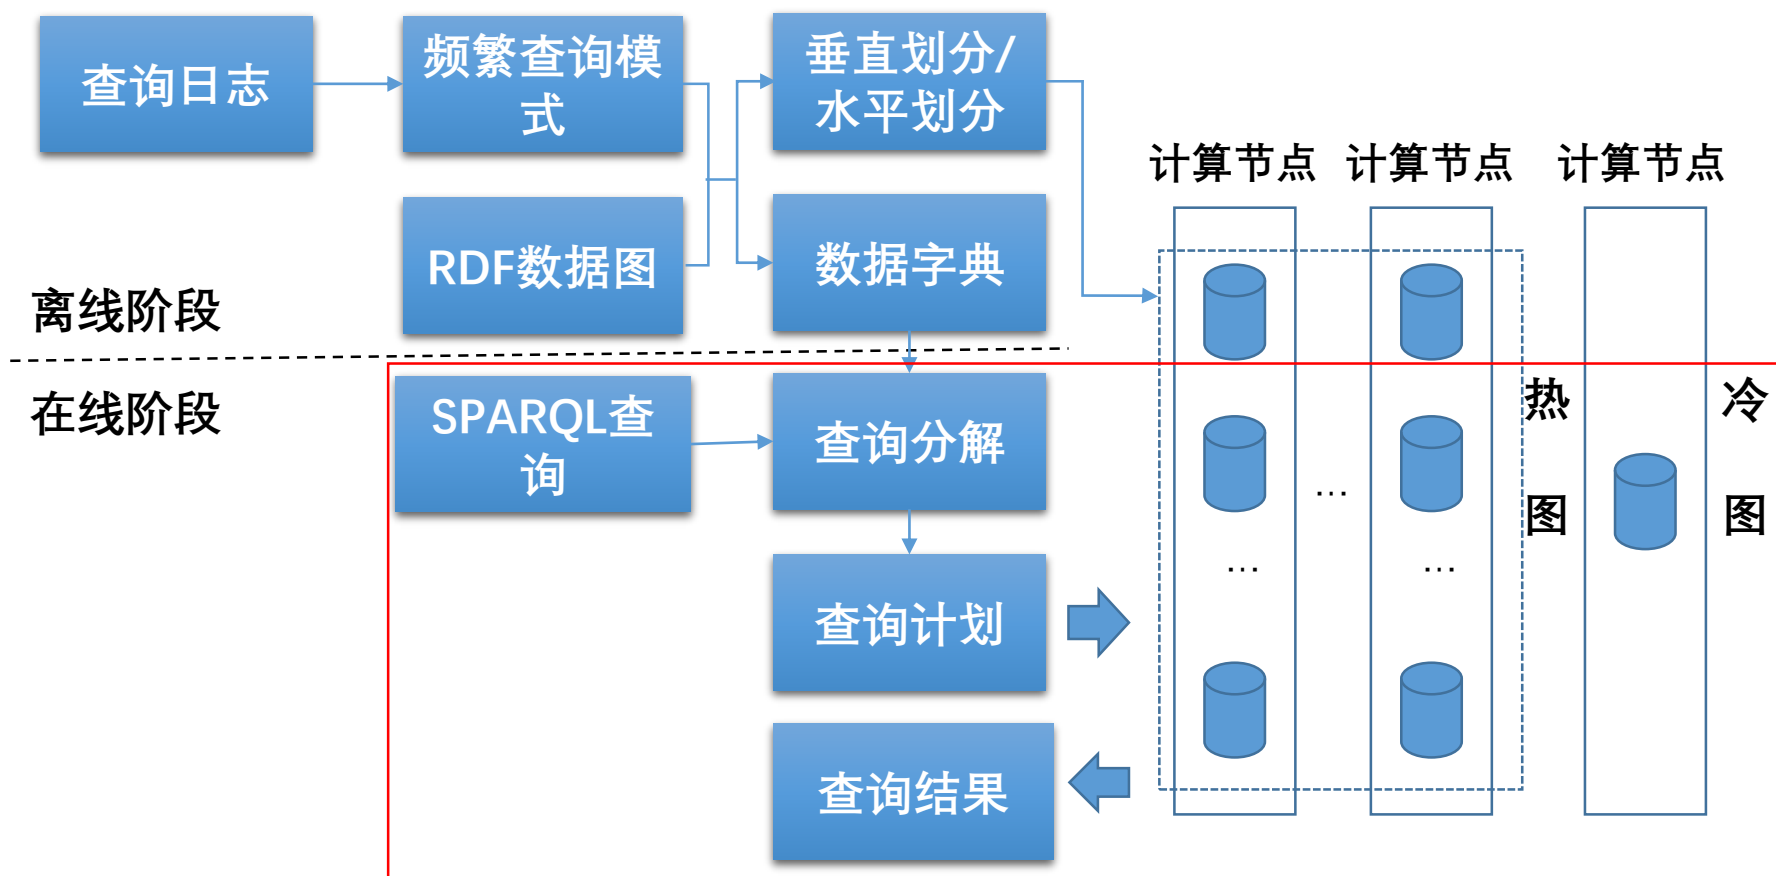 查询日志
频繁查询模
式
垂直划分/
水平划分
计算节点
计算节点
计算节点
RDF数据图
数据字典
离线阶段
在线阶段
SPARQL查
询
查询分解
热
图
冷
图
...
...
...
查询计划
查询结果